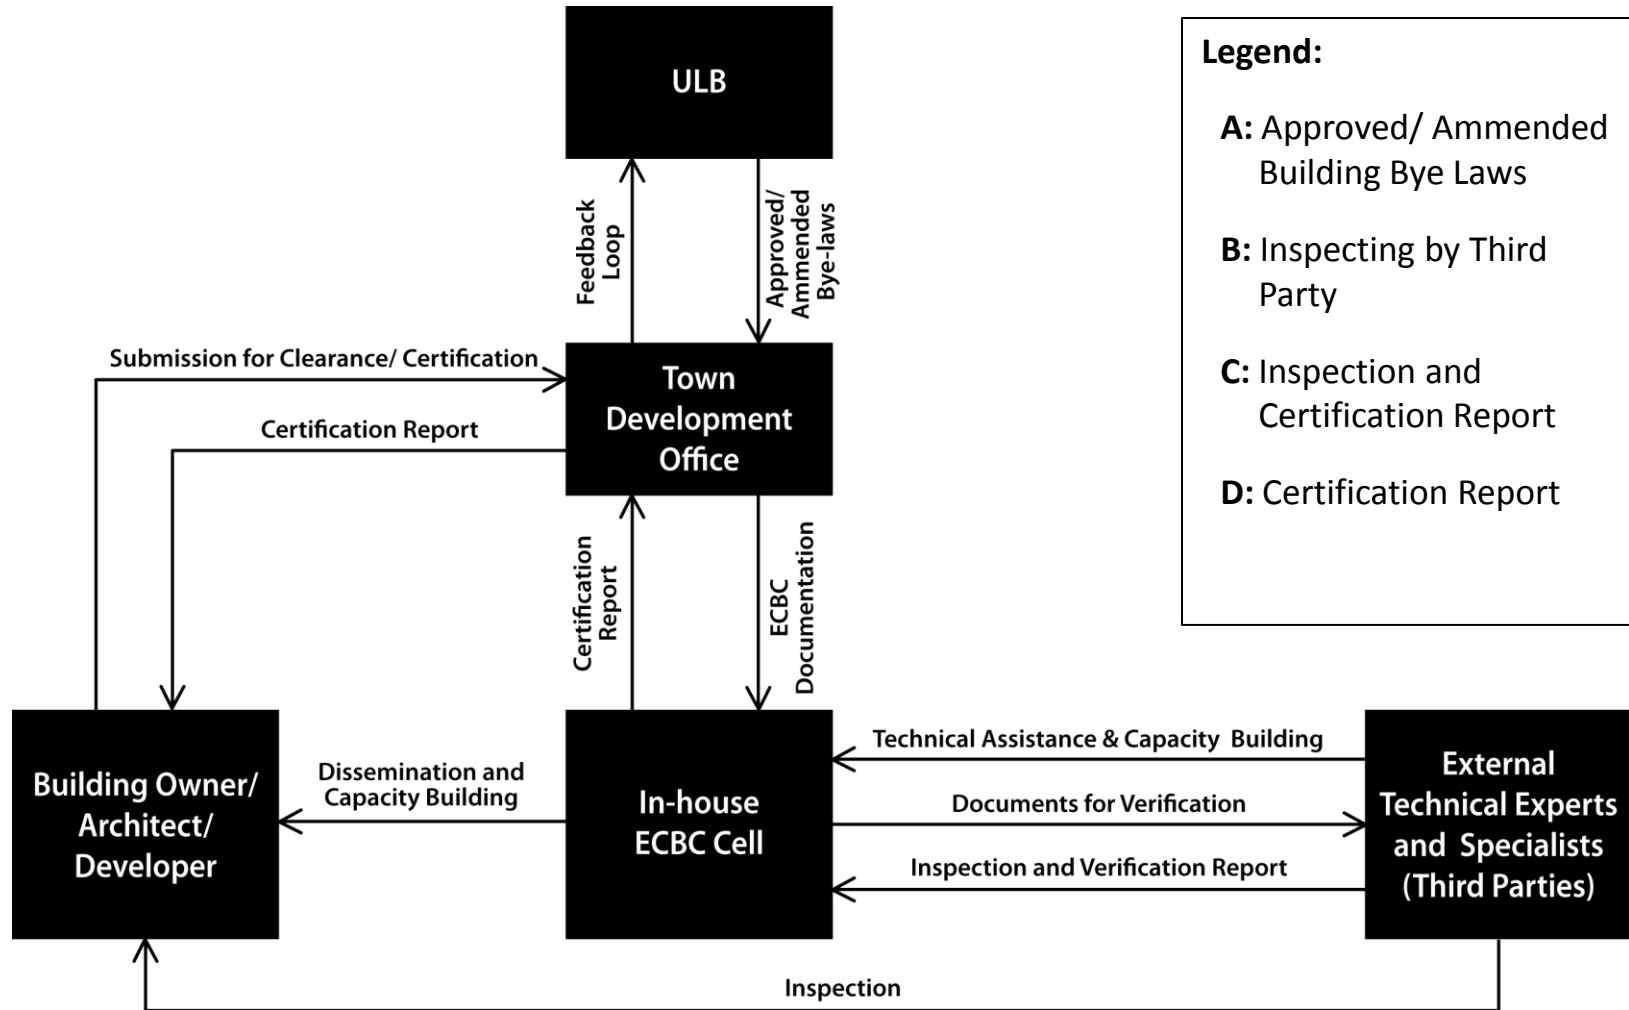 ULB
Legend:
A: Approved/ Ammended
Building Bye Laws
B: Inspecting by Third
Party
C: Inspection and
Certification Report
D: Certification Report
Feedback
Loop
Approved/
Ammended
Bye-laws
Submission for Clearance/ Certification
Certification Report
Town
Development
Office
Certification
Report
ECBC
Documentation
Building Owner/
Architect/
Developer
Dissemination and
Capacity Building
In-house
ECBC Cell
Technical Assistance & Capacity Building
Documents for Verification
Inspection and Verification Report
External
Technical Experts
and Specialists
(Third Parties)
Inspection